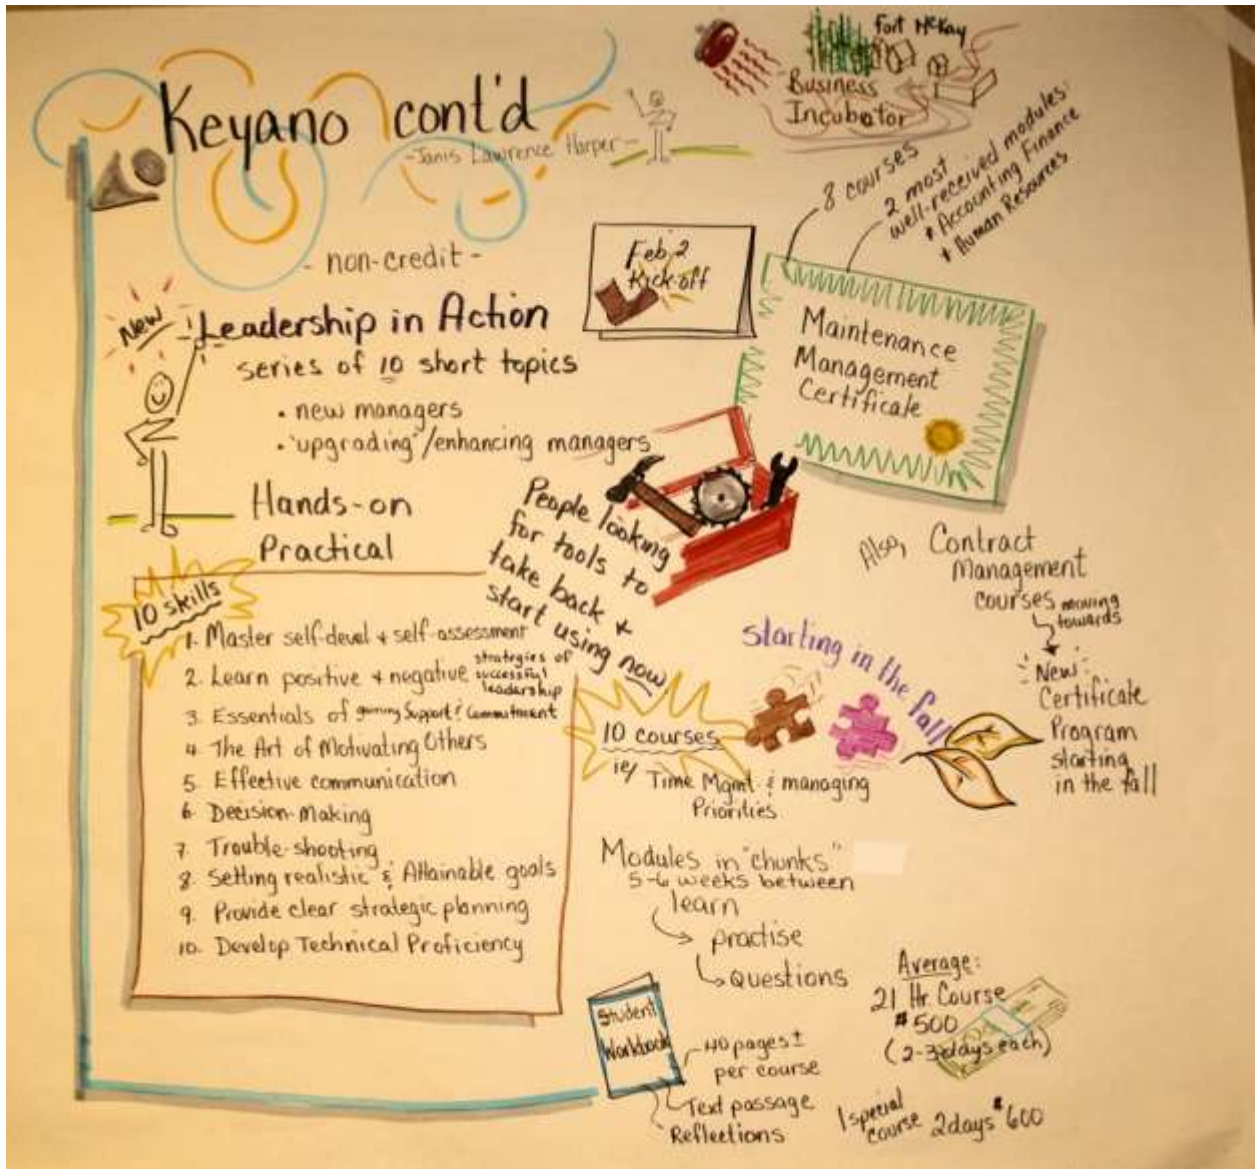 Keyano cont'd
-Janis Lawrence Harper-
Fort McKay
Business
Incubator
8 courses
2 most
well-received modules:
* Accounting Finance
* Human Resources
- non-credit -
Feb 2
Kick-off
New
Leadership in Action
series of 10 short topics
• new managers
• "upgrading"/enhancing managers
Hands-on
Practical
Maintenance
Management
Certificate
People looking
for tools to
take back &
start using now
Also, Contract
Management
courses moving
towards
New
Certificate
Program
starting
in the fall
10 skills
1. Master self-devel & self-assessment
2. Learn positive & negative strategies of
successful
leadership
3. Essentials of gaining Support & Commitment
4. The Art of Motivating Others
5. Effective communication
6. Decision-Making
7. Trouble-shooting
8. Setting realistic & Attainable goals
9. Provide clear strategic planning
10. Develop Technical Proficiency
starting in the fall
10 courses
ie/ Time Mgmt & managing
Priorities
Modules in "chunks"
5-6 weeks between
learn
practise
Questions
Student
Workbook
40 pages ±
per course
Text passage
Reflections
Average:
21 Hr. Course
$500
(2-3 days each)
1 special
course 2 days $600